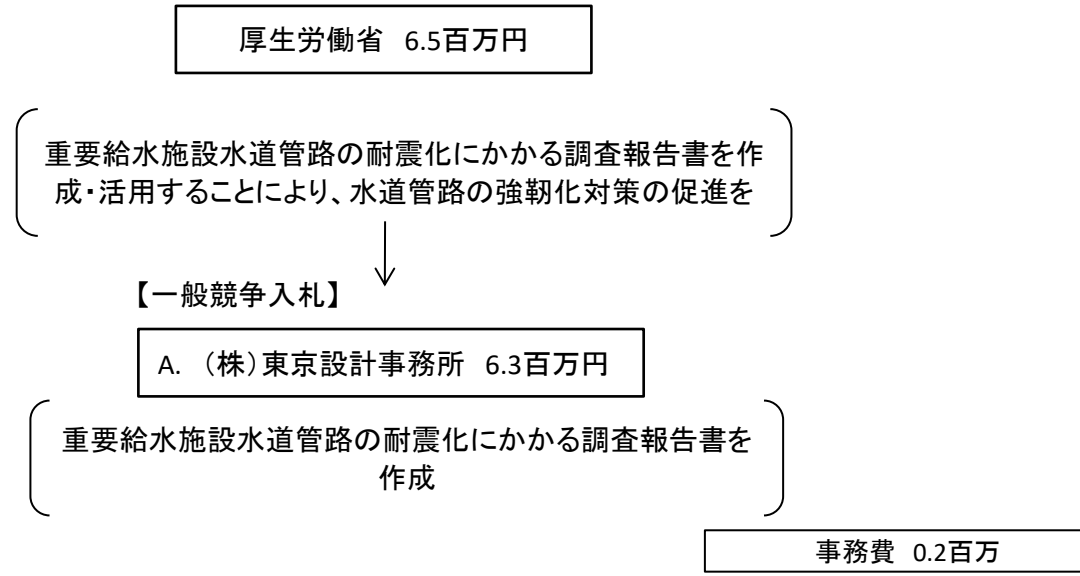 厚生労働省 6.5百万円
重要給水施設水道管路の耐震化にかかる調査報告書を作
成・活用することにより、水道管路の強靭化対策の促進を
【一般競争入札】
A. （株）東京設計事務所 6.3百万円
重要給水施設水道管路の耐震化にかかる調査報告書を
作成
事務費 0.2百万